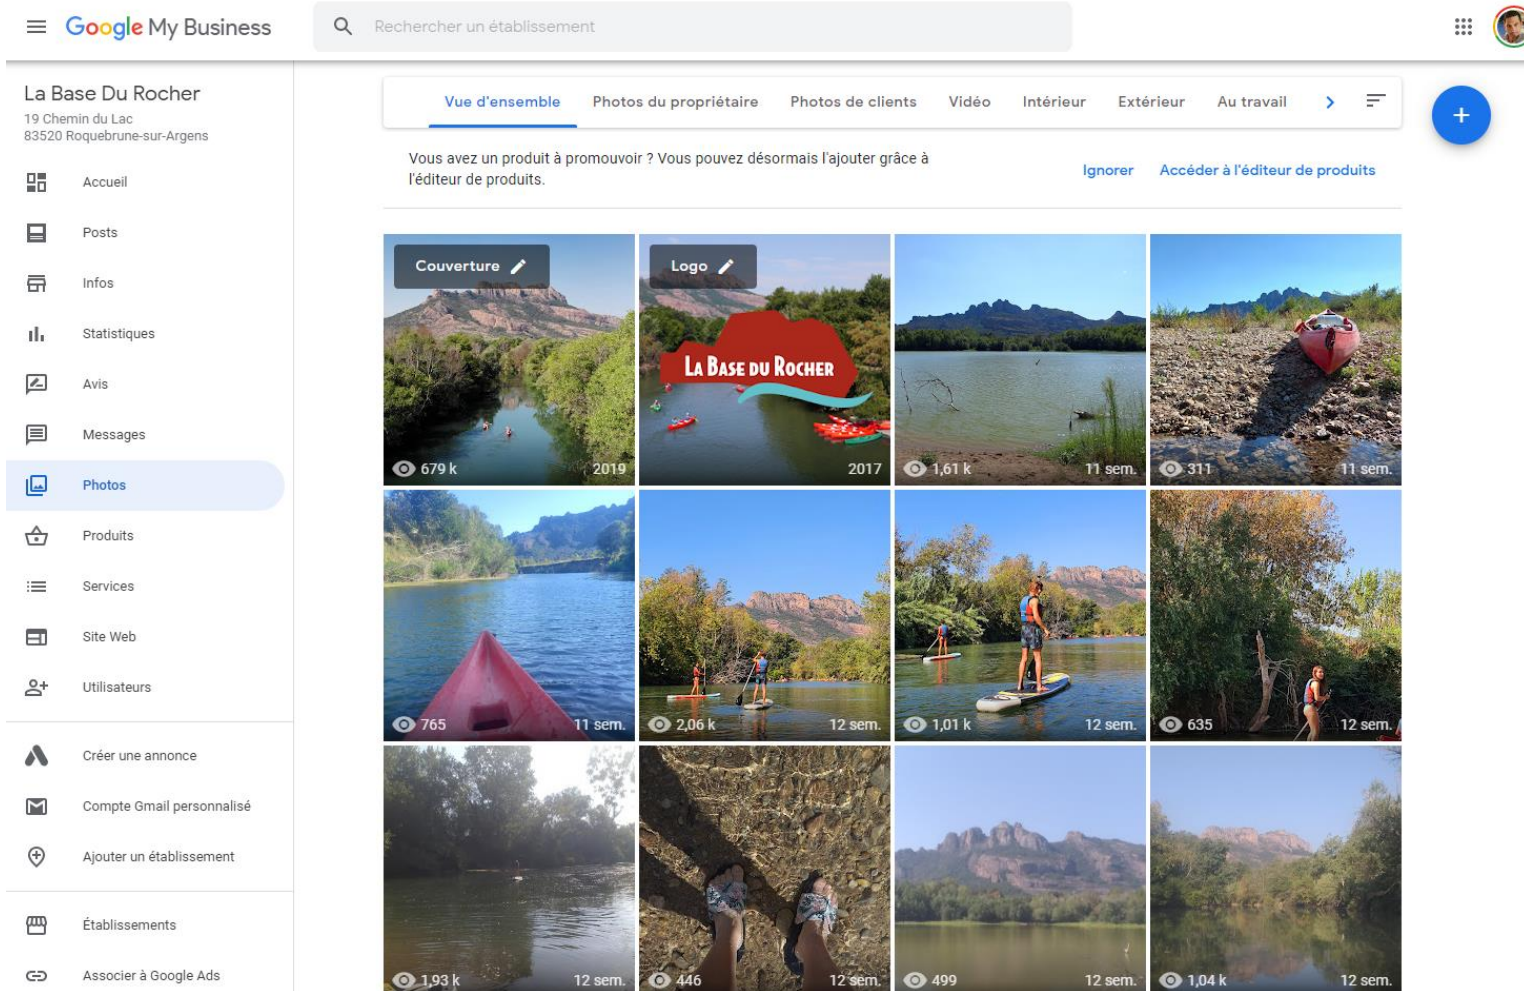 Google My Business
Rechercher un établissement
La Base Du Rocher
19 Chemin du Lac
83520 Roquebrune-sur-Argens
Accueil
Posts
Infos
Statistiques
Avis
Messages
Photos
Produits
Services
Site Web
Utilisateurs
Créer une annonce
Compte Gmail personnalisé
Ajouter un établissement
Établissements
Associer à Google Ads
Vue d'ensemble Photos du propriétaire Photos de clients Vidéo Intérieur Extérieur Au travail
Vous avez un produit à promouvoir ? Vous pouvez désormais l'ajouter grâce à
l'éditeur de produits.
Ignorer Accéder à l'éditeur de produits
Couverture
679 k 2019
Logo
LA BASE DU ROCHER
2017
1,61 k 11 sem.
311 11 sem.
765 11 sem.
2,06 k 12 sem.
1,01 k 12 sem.
635 12 sem.
1,93 k 12 sem.
446 12 sem.
499 12 sem.
1,04 k 12 sem.